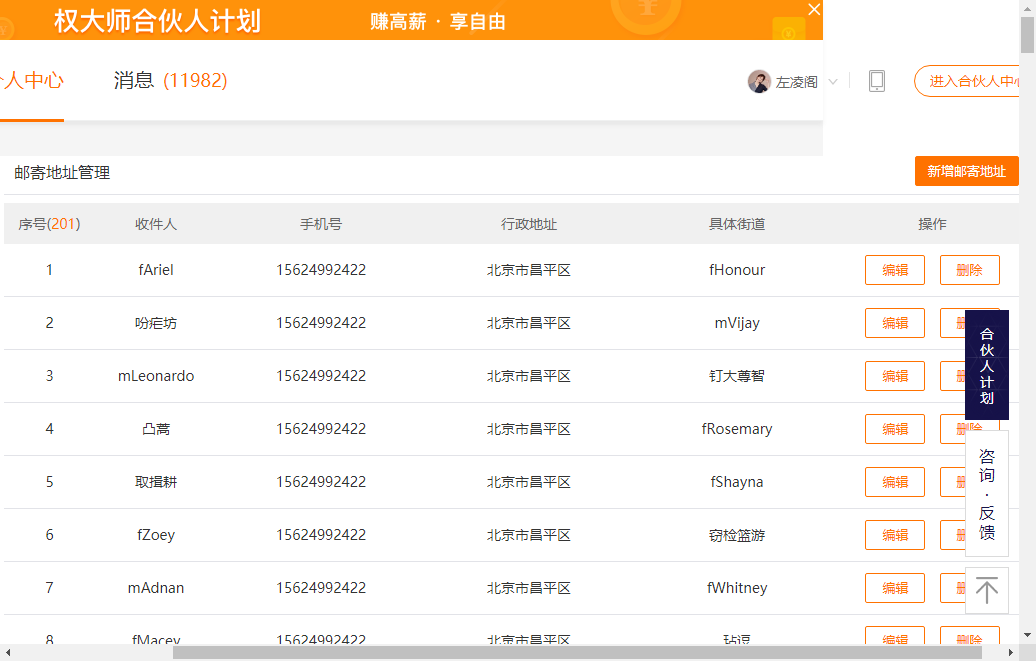 权大师合伙人计划 赚高薪 · 享自由
个人中心 消息 (11982) 左凌阁 进入合伙人中心
邮寄地址管理 新增邮寄地址
序号(201) 收件人 手机号 行政地址 具体街道 操作
1 fAriel 15624992422 北京市昌平区 fHonour 编辑 删除
2 吩疟坊 15624992422 北京市昌平区 mVijay 编辑 删
3 mLeonardo 15624992422 北京市昌平区 钉大尊智 编辑 删
4 凸蒿 15624992422 北京市昌平区 fRosemary 编辑 删除
5 取揖耕 15624992422 北京市昌平区 fShayna 编辑 删
6 fZoey 15624992422 北京市昌平区 窃检篮游 编辑 删
7 mAdnan 15624992422 北京市昌平区 fWhitney 编辑 删
8 fMacey 15624992422 北京市昌平区 玷逗 编辑 删除
合伙人计划
咨询·反馈